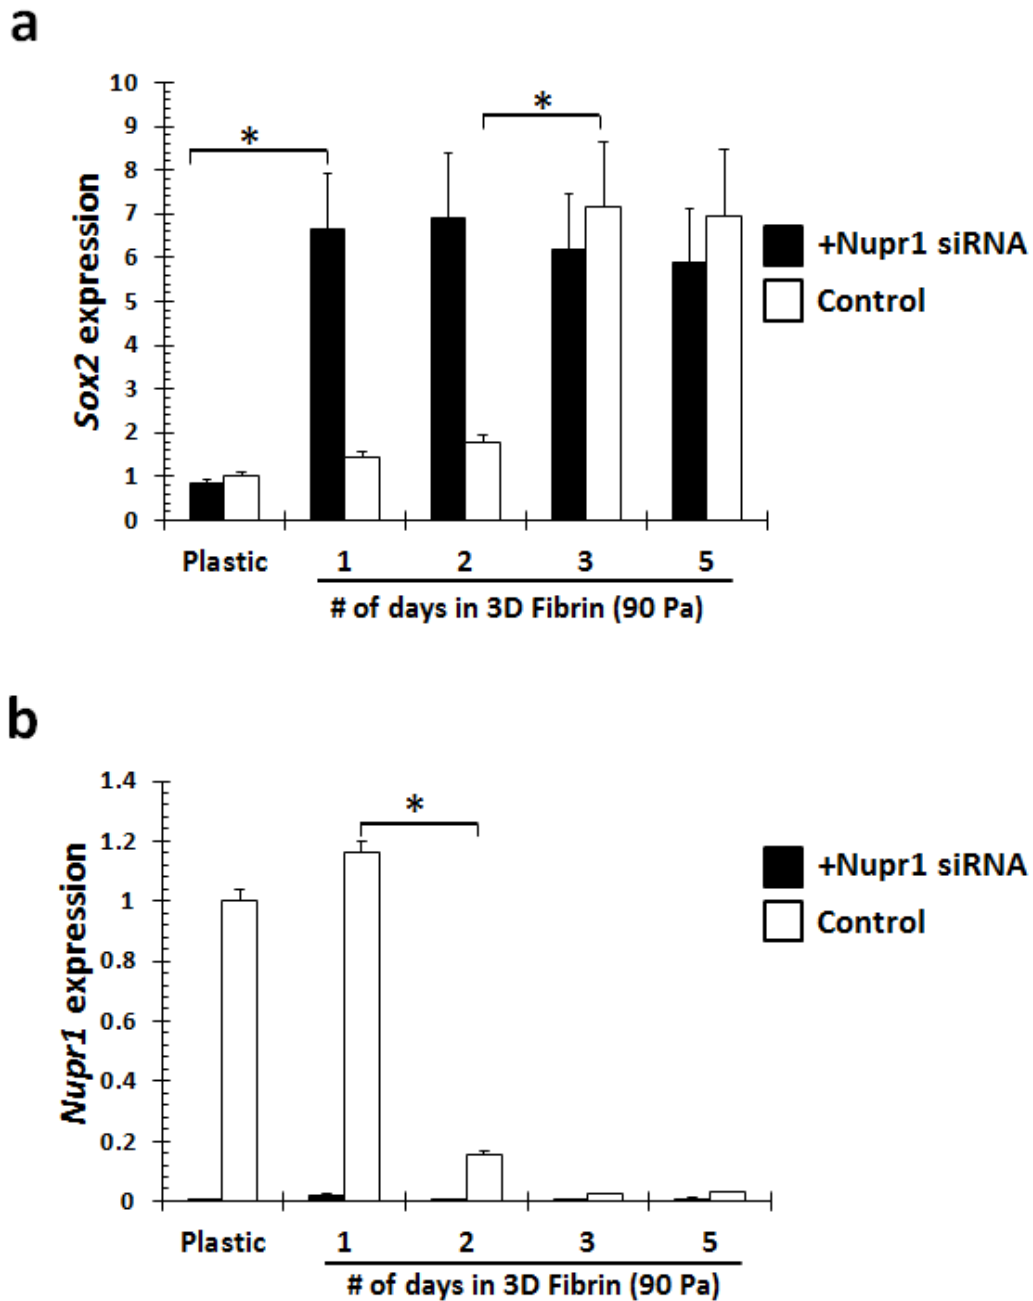 a
10
9
8
7
6
5
4
3
2
1
0
Sox2 expression
*
*
+Nupr1 siRNA
Control
Plastic 1 2 3 5
# of days in 3D Fibrin (90 Pa)
b
1.4
1.2
1
0.8
0.6
0.4
0.2
0
Nupr1 expression
*
+Nupr1 siRNA
Control
Plastic 1 2 3 5
# of days in 3D Fibrin (90 Pa)